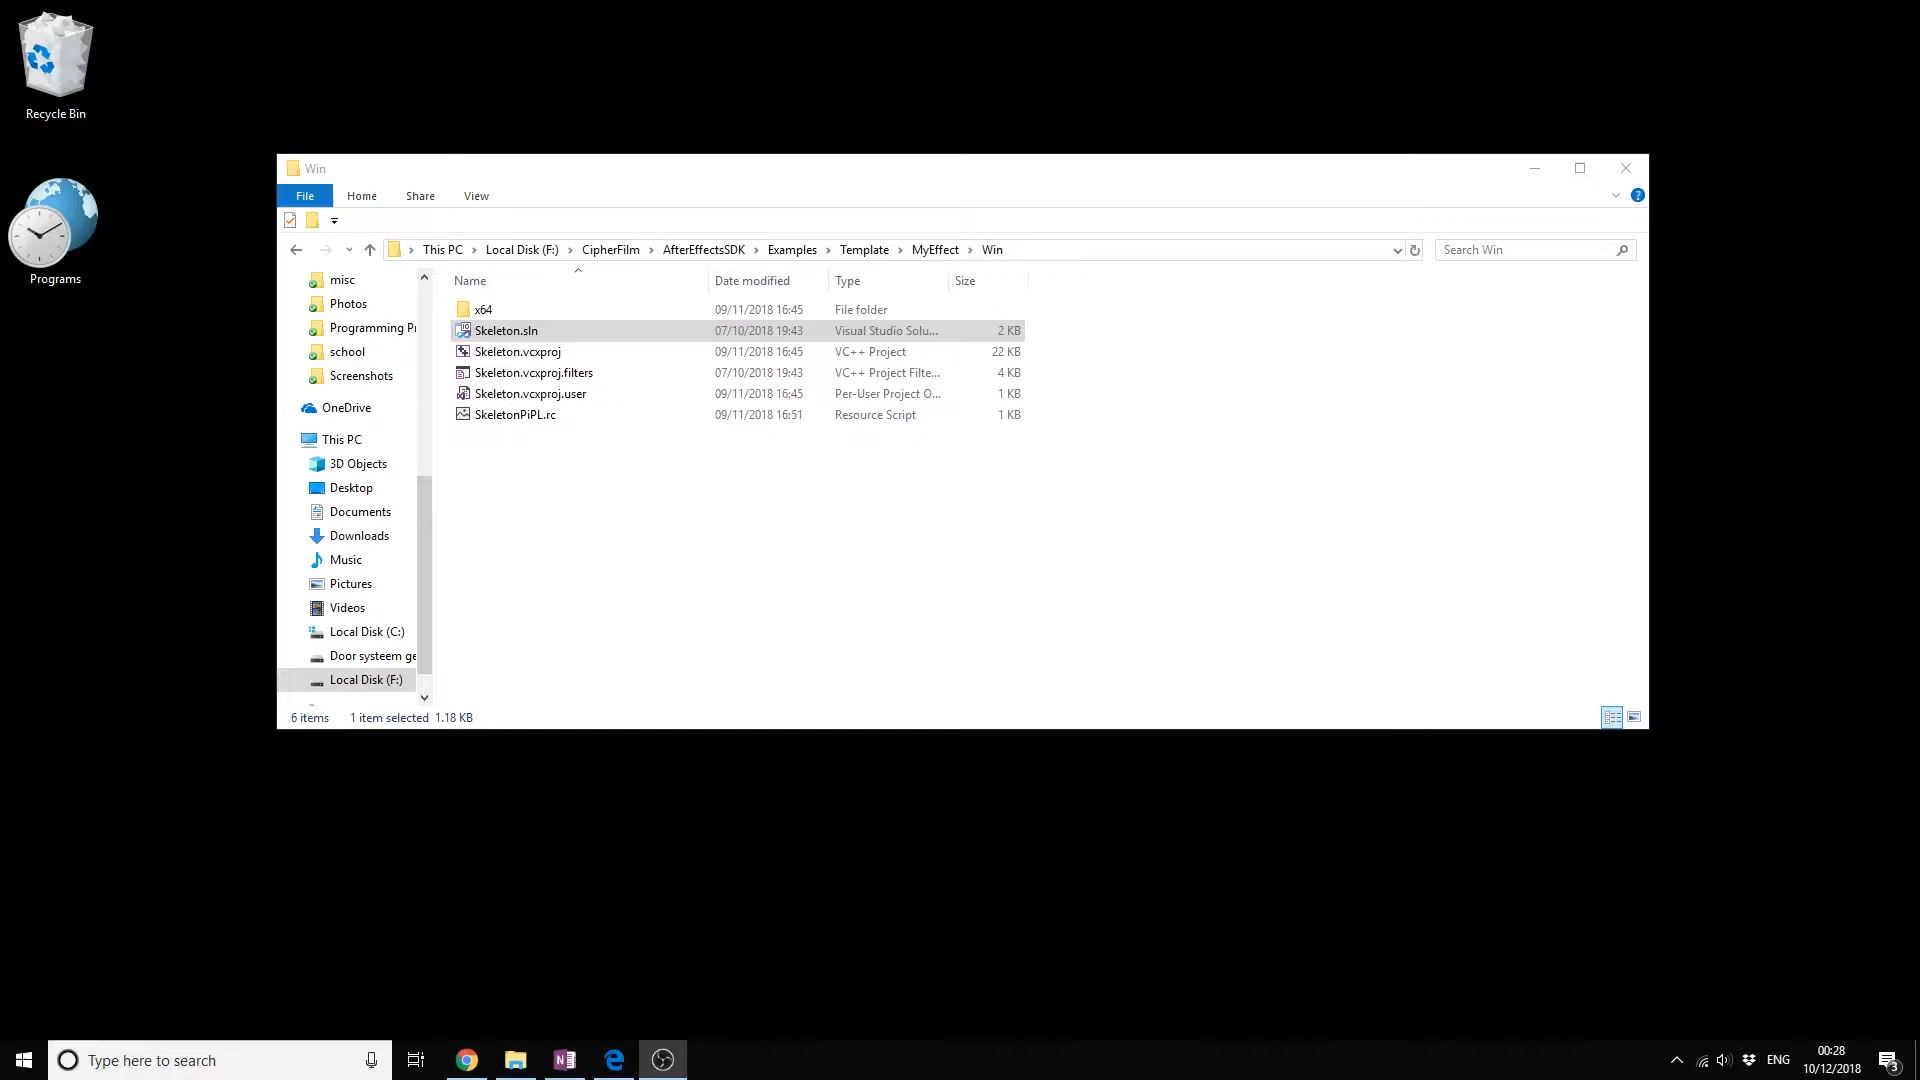 Recycle Bin
Programs
Win
File Home Share View
This PC Local Disk (F:) CipherFilm AfterEffectsSDK Examples Template MyEffect Win
Search Win
Name Date modified Type Size
misc
Photos
Programming Pr
school
Screenshots
OneDrive
This PC
3D Objects
Desktop
Documents
Downloads
Music
Pictures
Videos
Local Disk (C:)
Door systeem ge
Local Disk (F:)
x64 09/11/2018 16:45 File folder
Skeleton.sln 07/10/2018 19:43 Visual Studio Solu... 2 KB
Skeleton.vcxproj 09/11/2018 16:45 VC++ Project 22 KB
Skeleton.vcxproj.filters 07/10/2018 19:43 VC++ Project Filte... 4 KB
Skeleton.vcxproj.user 09/11/2018 16:45 Per-User Project O... 1 KB
SkeletonPiPL.rc 09/11/2018 16:51 Resource Script 1 KB
6 items 1 item selected 1.18 KB
Type here to search
ENG
00:28
10/12/2018
3